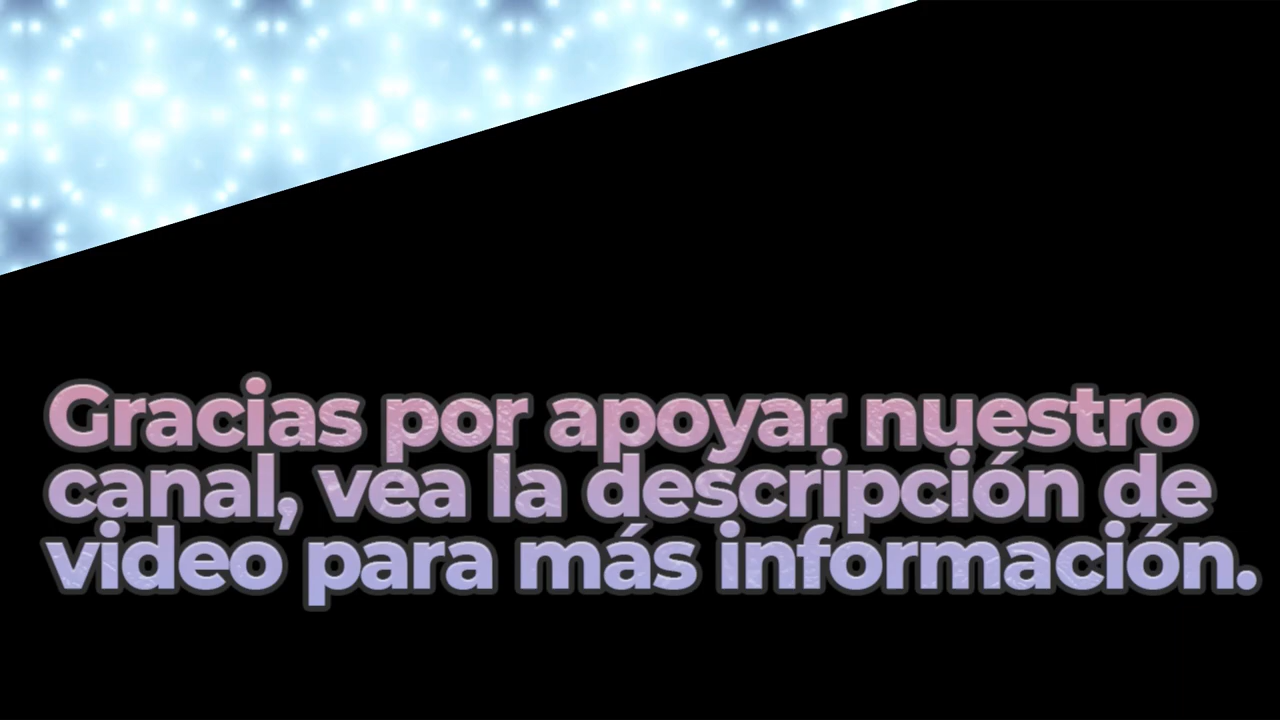 Gracias por apoyar nuestro
canal, vea la descripción de
video para más información.